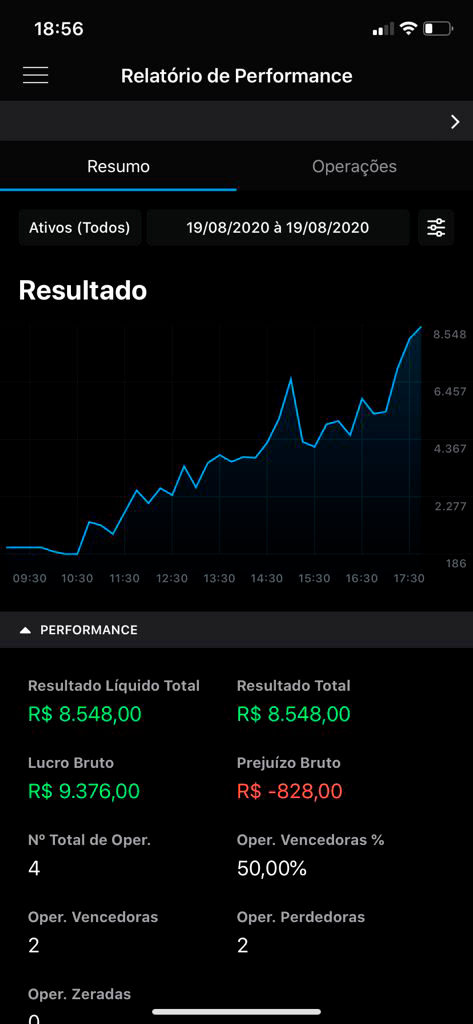 18:56
Relatório de Performance
Resumo Operações
Ativos (Todos) 19/08/2020 à 19/08/2020
Resultado
8.548
6.457
4.367
2.277
186
09:30 10:30 11:30 12:30 13:30 14:30 15:30 16:30 17:30
PERFORMANCE
Resultado Líquido Total Resultado Total
R$ 8.548,00 R$ 8.548,00
Lucro Bruto Prejuízo Bruto
R$ 9.376,00 R$ -828,00
Nº Total de Oper. Oper. Vencedoras %
4 50,00%
Oper. Vencedoras Oper. Perdedoras
2 2
Oper. Zeradas
0